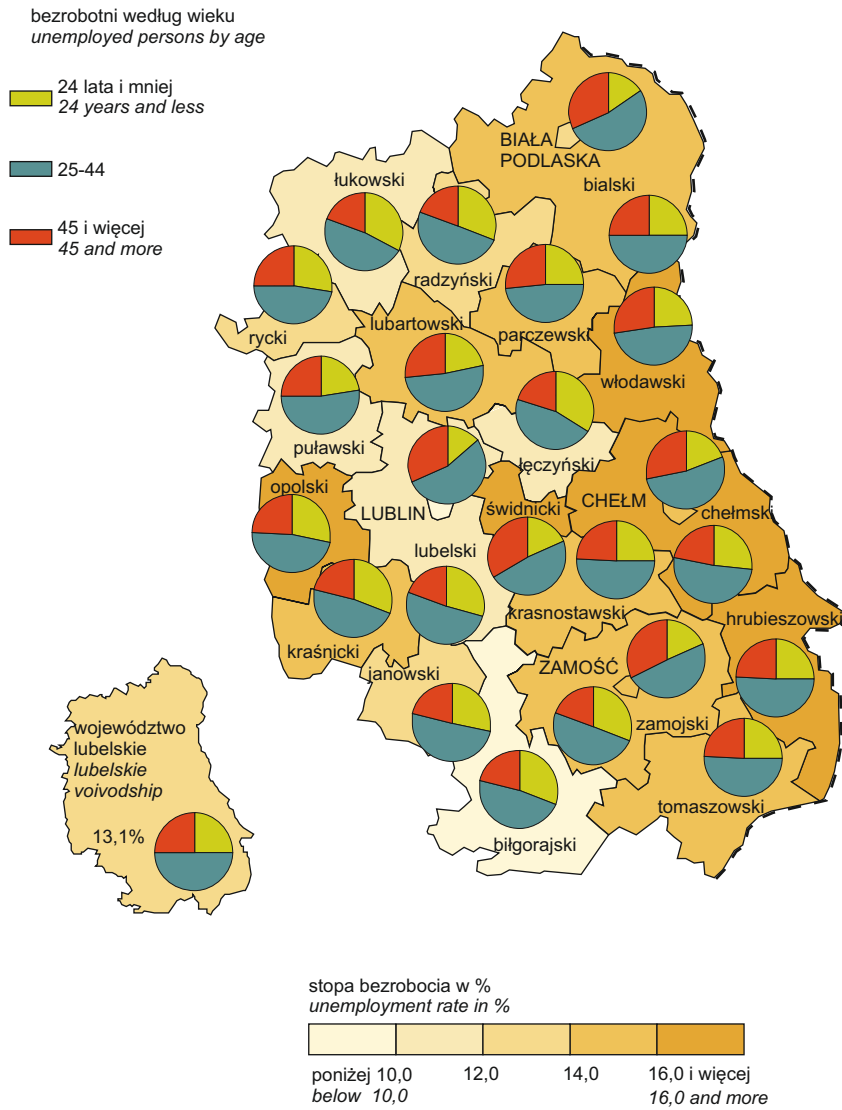 bezrobotni według wieku
unemployed persons by age
24 lata i mniej
24 years and less
25-44
45 i więcej
45 and more
BIAŁA
PODLASKA
bialski
łukowski
radzyński
rycki
lubartowski
parczewski
włodawski
puławski
łęczyński
opolski
LUBLIN
świdnicki
CHEŁM
chełmski
lubelski
krasnostawski
hrubieszowski
kraśnicki
janowski
ZAMOŚĆ
zamojski
tomaszowski
biłgorajski
województwo
lubelskie
lubelskie
voivodship
13,1%
stopa bezrobocia w %
unemployment rate in %
poniżej 10,0 12,0 14,0 16,0 i więcej
below 10,0 16,0 and more